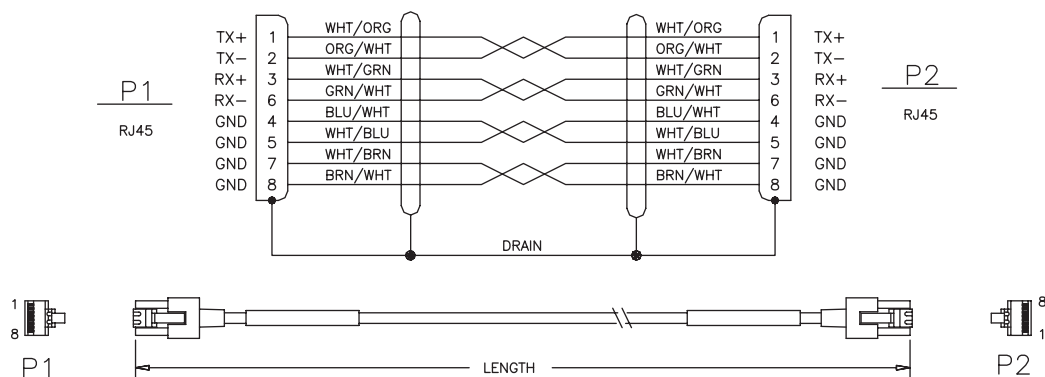 WHT/ORG WHT/ORG
TX+ 1 1 TX+
ORG/WHT ORG/WHT
TX− 2 2 TX−
WHT/GRN WHT/GRN
RX+ 3 3 RX+
P1 P2
GRN/WHT GRN/WHT
RX− 6 6 RX−
RJ45 RJ45
BLU/WHT BLU/WHT
GND 4 4 GND
WHT/BLU WHT/BLU
GND 5 5 GND
WHT/BRN WHT/BRN
GND 7 7 GND
BRN/WHT BRN/WHT
GND 8 8 GND
DRAIN
1 8
8 1
P1 LENGTH P2